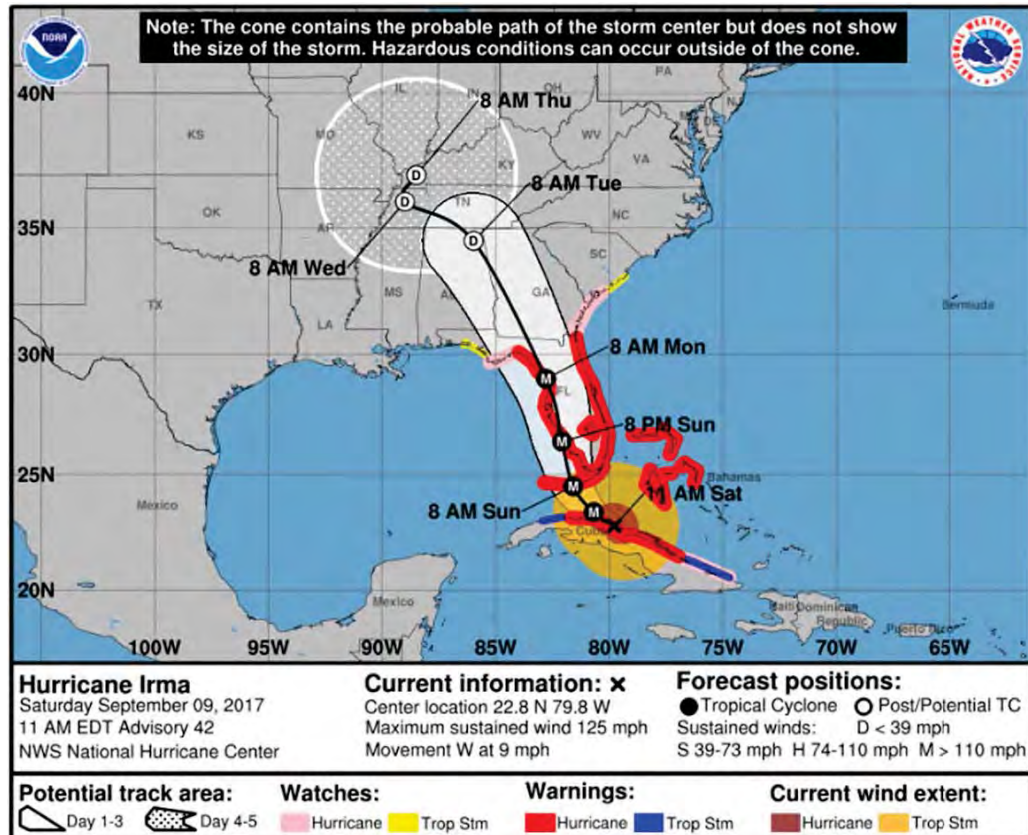 Note: The cone contains the probable path of the storm center but does not show
the size of the storm. Hazardous conditions can occur outside of the cone.
NOAA
NATIONAL WEATHER SERVICE
40N
35N
30N
25N
20N
100W
95W
90W
85W
80W
75W
70W
65W
8 AM Thu
8 AM Tue
8 AM Wed
8 AM Mon
8 PM Sun
8 AM Sun
11 AM Sat
D
D
D
M
M
M
M
PA
NJ
DE
OH
IL
IN
WV
VA
KY
KS
MO
TN
NC
OK
SC
MS
GA
TX
LA
FL
Bermuda
Bahamas
Mexico
Mexico
Haiti
Dominican
Republic
Puerto Rico
Hurricane Irma
Saturday September 09, 2017
11 AM EDT Advisory 42
NWS National Hurricane Center
Current information: ×
Center location 22.8 N 79.8 W
Maximum sustained wind 125 mph
Movement W at 9 mph
Forecast positions:
Tropical Cyclone Post/Potential TC
Sustained winds: D < 39 mph
S 39-73 mph H 74-110 mph M > 110 mph
Potential track area:
Day 1-3 Day 4-5
Watches:
Hurricane Trop Stm
Warnings:
Hurricane Trop Stm
Current wind extent:
Hurricane Trop Stm